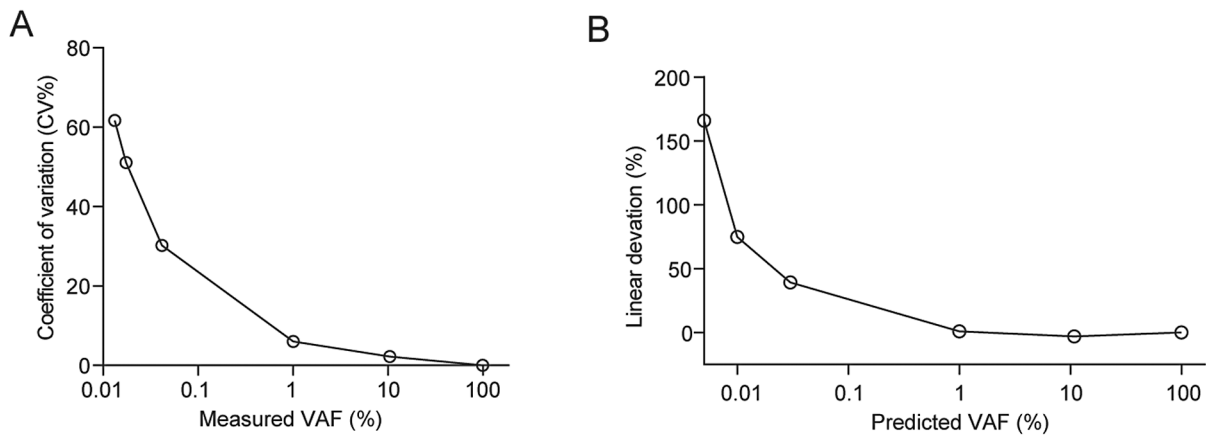 A
80
60
40
20
0
Coefficient of variation (CV%)
0.01 0.1 1 10 100
Measured VAF (%)
B
200
150
100
50
0
Linear devation (%)
0.01 0.1 1 10 100
Predicted VAF (%)